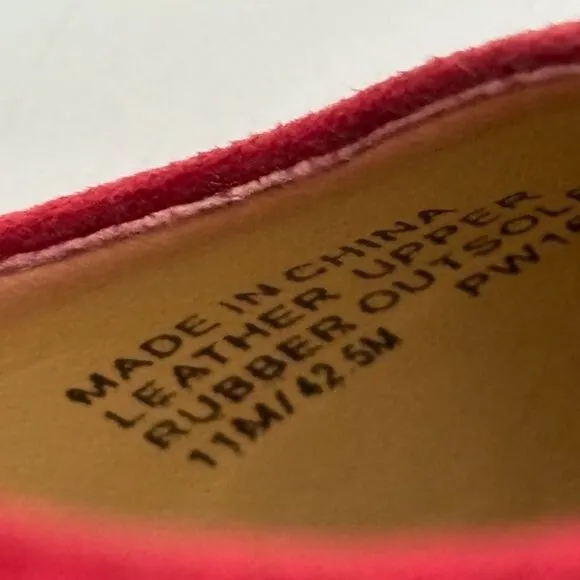 MADE IN CHINA
LEATHER UPPER
RUBBER OUTSOLE
11M/42.5M